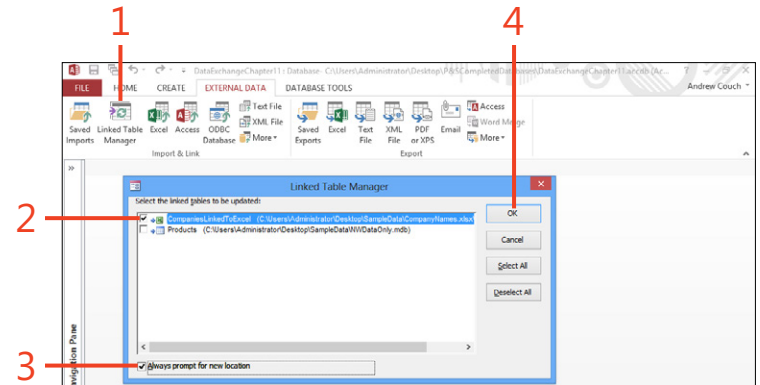 1
4
DataExchangeChapter11 : Database- C:\Users\Administrator\Desktop\P&SCompletedDatabases\DataExchangeChapter11.accdb (Ac...
?
FILE HOME CREATE EXTERNAL DATA DATABASE TOOLS
Andrew Couch
Saved Imports
Linked Table Manager
Excel
Access
ODBC Database
Text File
XML File
More
Saved Exports
Excel
Text File
XML File
PDF or XPS
Email
Access
Word Merge
More
Import & Link
Export
Linked Table Manager
Select the linked tables to be updated:
2
CompaniesLinkedToExcel (C:\Users\Administrator\Desktop\SampleData\CompanyNames.xlsx
Products (C:\Users\Administrator\Desktop\SampleData\NWDataOnly.mdb)
OK
Cancel
Select All
Deselect All
3
Always prompt for new location